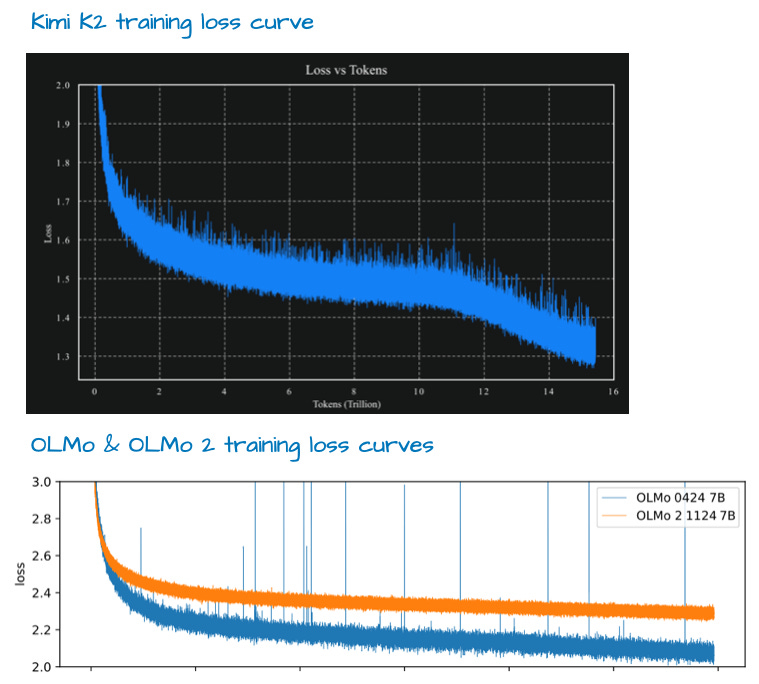 Kimi K2 training loss curve
Loss vs Tokens
2.0
1.9
1.8
1.7
1.6
1.5
1.4
1.3
Loss
0 2 4 6 8 10 12 14 16
Tokens (Trillion)
OLMo & OLMo 2 training loss curves
3.0
2.8
2.6
2.4
2.2
2.0
loss
OLMo 0424 7B
OLMo 2 1124 7B